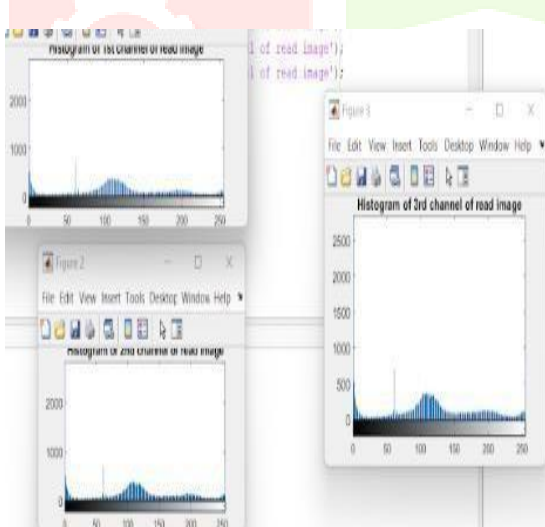 Histogram of 1st channel of read image
2000
1000
0
0 50 100 150 200 250
l of read image');
l of read image');
Figure 2
File Edit View Insert Tools Desktop Window Help
Histogram of 2nd channel of read image
2000
1000
0
0 50 100 150 200 250
Figure 3
File Edit View Insert Tools Desktop Window Help
Histogram of 3rd channel of read image
2500
2000
1500
1000
500
0
0 50 100 150 200 250